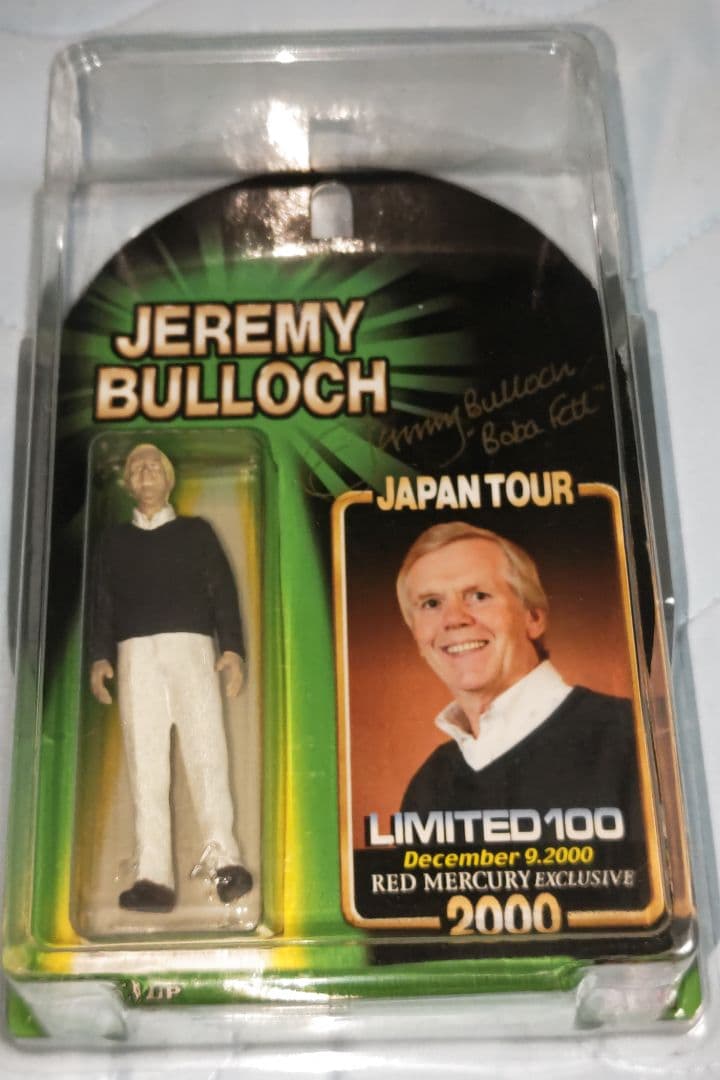 JEREMY
BULLOCH
Jeremy Bulloch
"Boba Fett"
JAPAN TOUR
LIMITED 100
December 9.2000
RED MERCURY EXCLUSIVE
2000